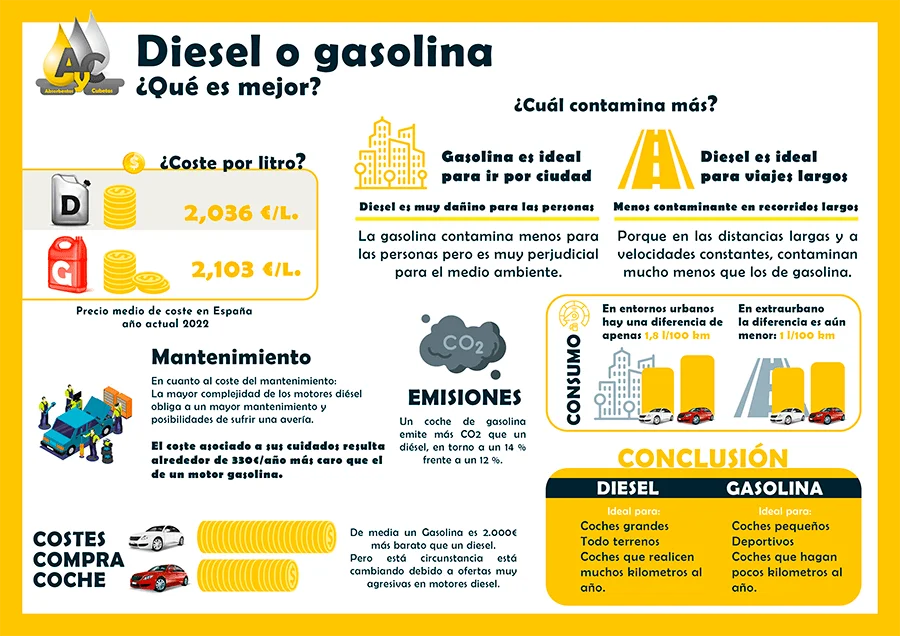 AyC
Absorbentes y Cubetos
Diesel o gasolina
¿Qué es mejor?
¿Coste por litro?
D
2,036 €/L.
G
2,103 €/L.
Precio medio de coste en España
año actual 2022
¿Cuál contamina más?
Gasolina es ideal
para ir por ciudad
Diesel es muy dañino para las personas
La gasolina contamina menos para
las personas pero es muy perjudicial
para el medio ambiente.
Diesel es ideal
para viajes largos
Menos contaminante en recorridos largos
Porque en las distancias largas y a
velocidades constantes, contaminan
mucho menos que los de gasolina.
Mantenimiento
En cuanto al coste del mantenimiento:
La mayor complejidad de los motores diésel
obliga a un mayor mantenimiento y
posibilidades de sufrir una avería.
El coste asociado a sus cuidados resulta
alrededor de 330€/año más caro que el
de un motor gasolina.
CO2
EMISIONES
Un coche de gasolina
emite más CO2 que un
diésel, en torno a un 14 %
frente a un 12 %.
CONSUMO
En entornos urbanos
hay una diferencia de
apenas 1,8 l/100 km
En extraurbano
la diferencia es aún
menor: 1 l/100 km
CONCLUSIÓN
DIESEL
Ideal para:
Coches grandes
Todo terrenos
Coches que realicen
muchos kilometros al
año.
GASOLINA
Ideal para:
Coches pequeños
Deportivos
Coches que hagan
pocos kilometros al
año.
COSTES
COMPRA
COCHE
De media un Gasolina es 2.000€
más barato que un diesel.
Pero está circunstancia está
cambiando debido a ofertas muy
agresivas en motores diesel.